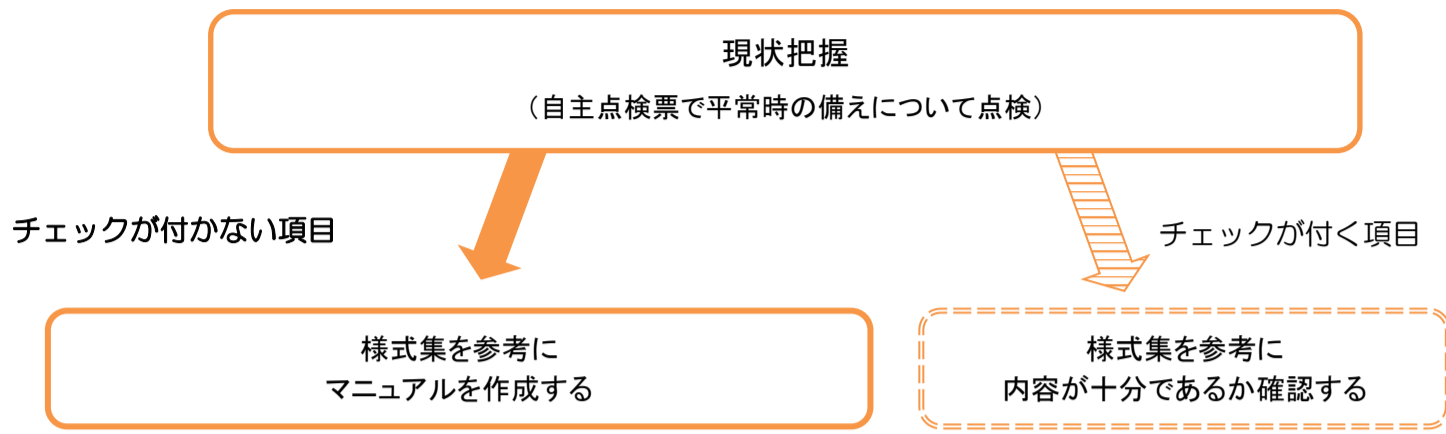 現状把握
（自主点検票で平常時の備えについて点検）
チェックが付かない項目
チェックが付く項目
様式集を参考に
マニュアルを作成する
様式集を参考に
内容が十分であるか確認する